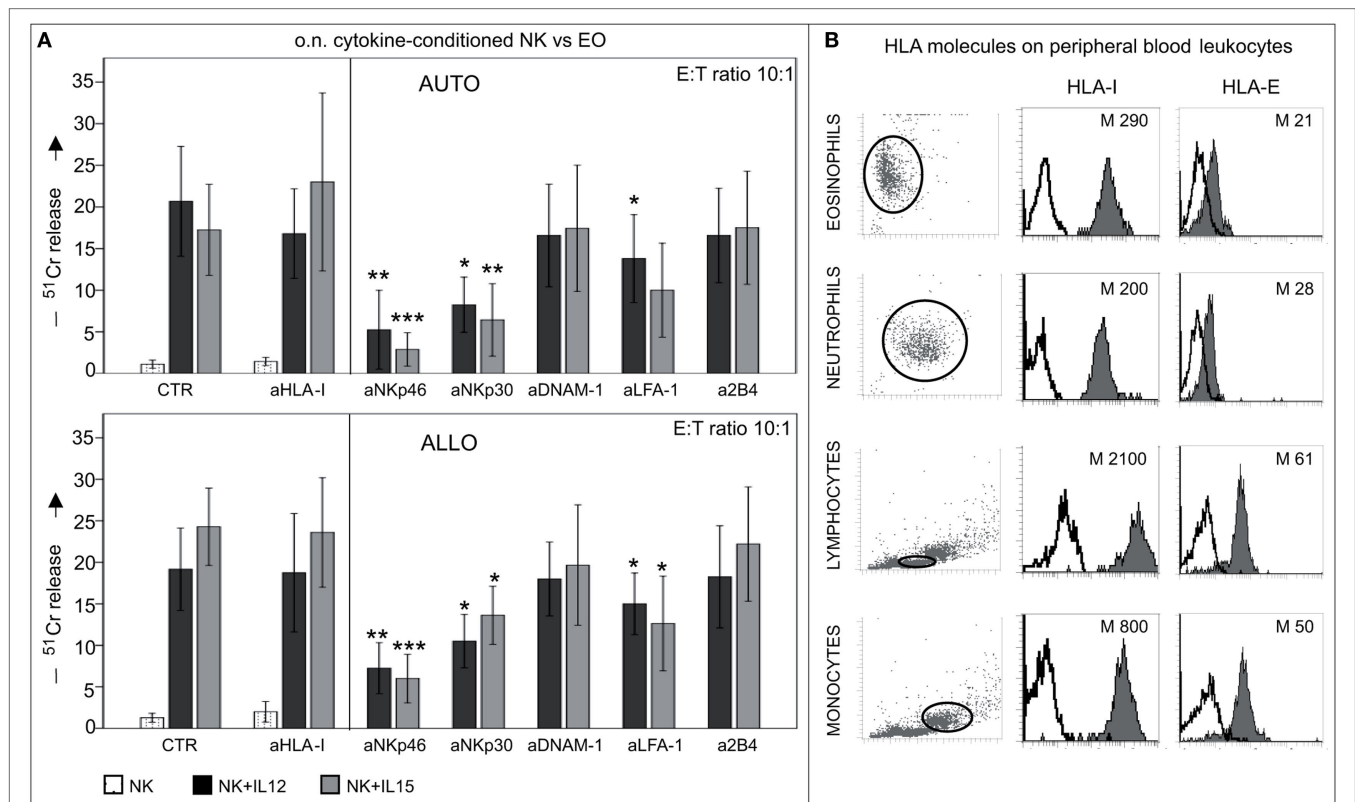 A
o.n. cytokine-conditioned NK vs EO
AUTO
E:T ratio 10:1
— ⁵¹Cr release →
35
30
25
20
15
10
5
0
*
**
*
**
***
CTR
aHLA-I
aNKp46
aNKp30
aDNAM-1
aLFA-1
a2B4
ALLO
E:T ratio 10:1
— ⁵¹Cr release →
35
30
25
20
15
10
5
0
**
***
*
*
*
*
CTR
aHLA-I
aNKp46
aNKp30
aDNAM-1
aLFA-1
a2B4
NK
NK+IL12
NK+IL15
B
HLA molecules on peripheral blood leukocytes
HLA-I
HLA-E
EOSINOPHILS
M 290
M 21
NEUTROPHILS
M 200
M 28
LYMPHOCYTES
M 2100
M 61
MONOCYTES
M 800
M 50